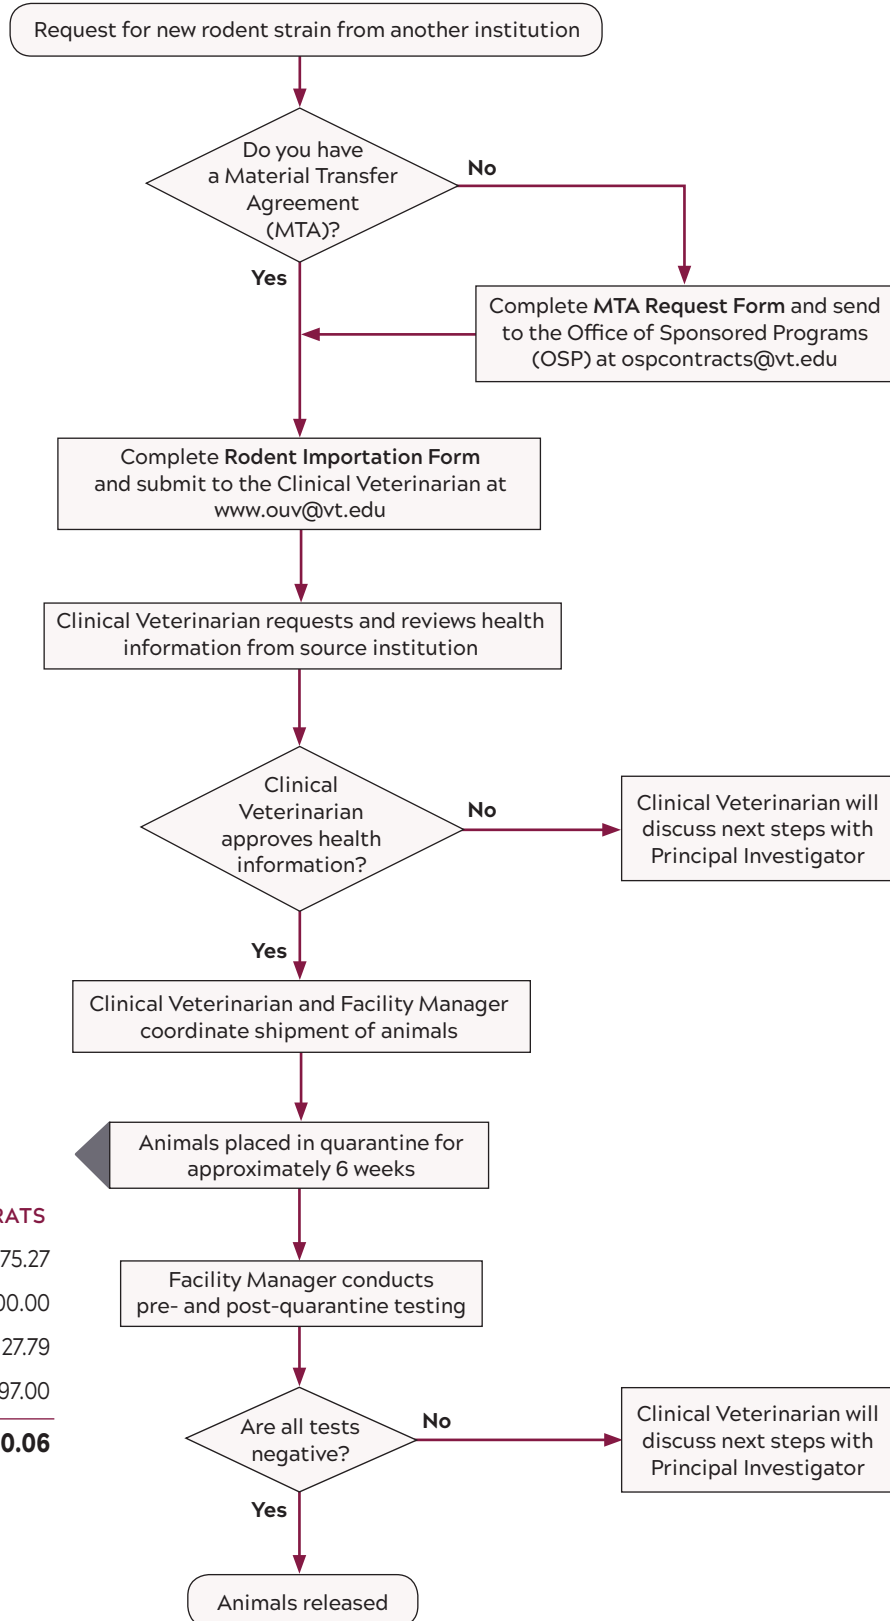 Request for new rodent strain from another institution
Do you have
a Material Transfer
Agreement
(MTA)?
No
Yes
Complete MTA Request Form and send
to the Office of Sponsored Programs
(OSP) at ospcontracts@vt.edu
Complete Rodent Importation Form
and submit to the Clinical Veterinarian at
www.ouv@vt.edu
Clinical Veterinarian requests and reviews health
information from source institution
Clinical
Veterinarian
approves health
information?
No
Clinical Veterinarian will
discuss next steps with
Principal Investigator
Yes
Clinical Veterinarian and Facility Manager
coordinate shipment of animals
Animals placed in quarantine for
approximately 6 weeks
RATS
75.27
00.00
27.79
97.00
0.06
Facility Manager conducts
pre- and post-quarantine testing
Are all tests
negative?
No
Clinical Veterinarian will
discuss next steps with
Principal Investigator
Yes
Animals released